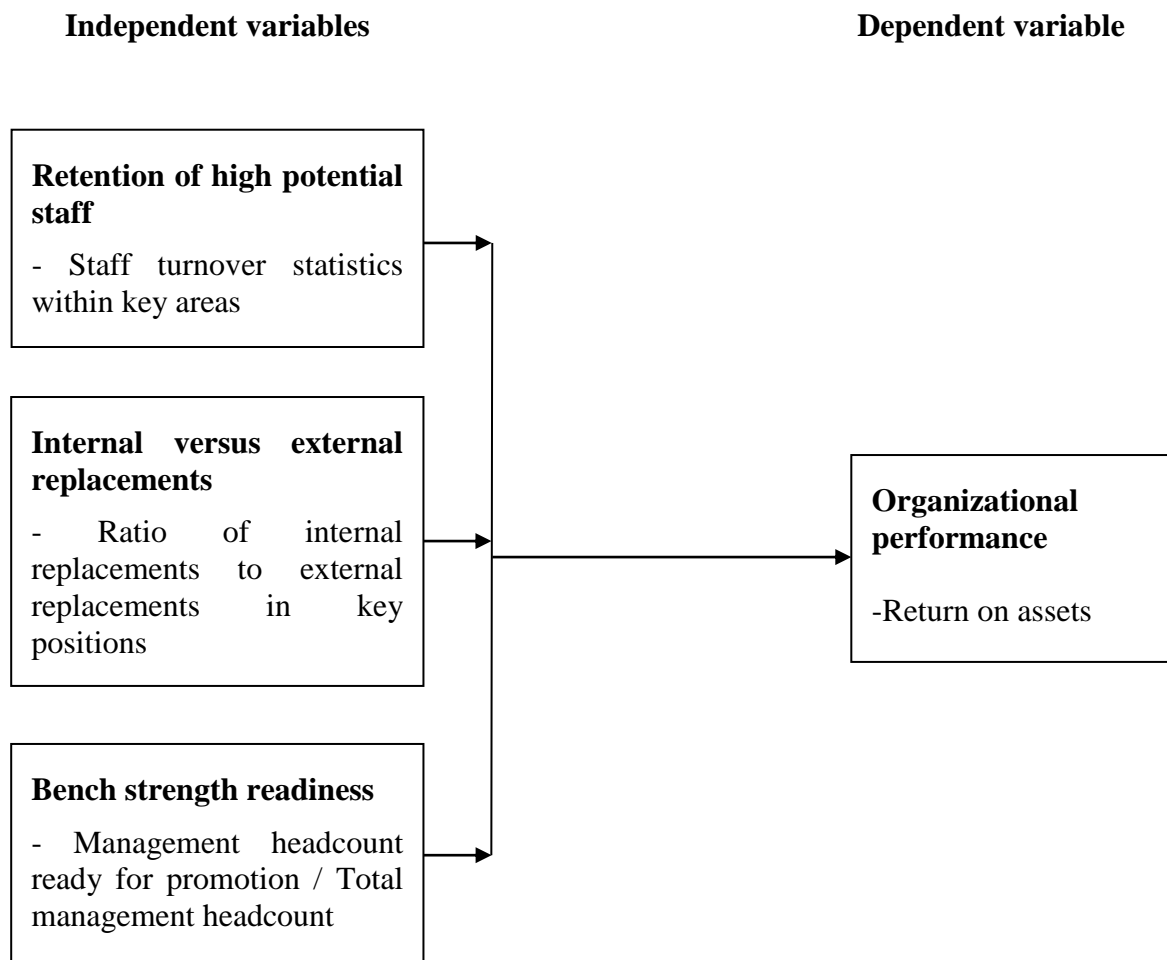 Independent variables
Dependent variable
Retention of high potential
staff
- Staff turnover statistics
within key areas
Internal versus external
replacements
- Ratio of internal
replacements to external
replacements in key
positions
Bench strength readiness
- Management headcount
ready for promotion / Total
management headcount
Organizational
performance
-Return on assets